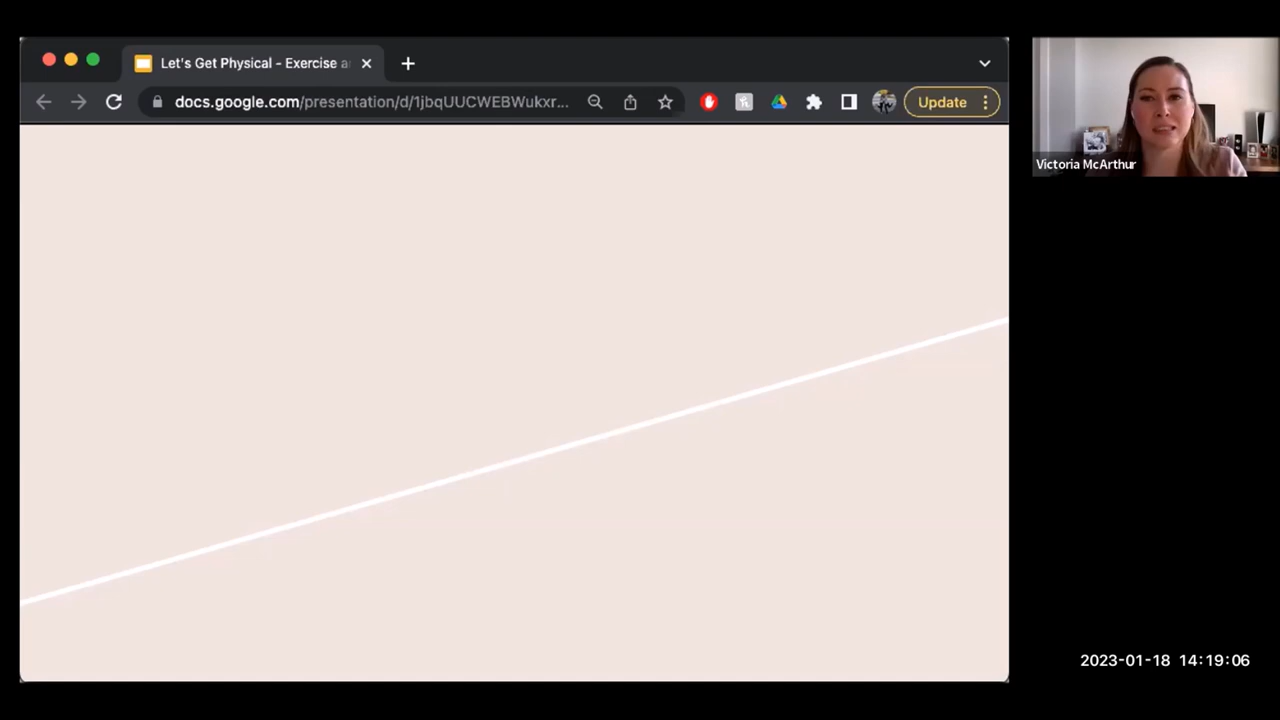 Let's Get Physical - Exercise
docs.google.com/presentation/d/1jbqUUCWEBWukxr...
Update
Victoria McArthur
2023-01-18 14:19:06